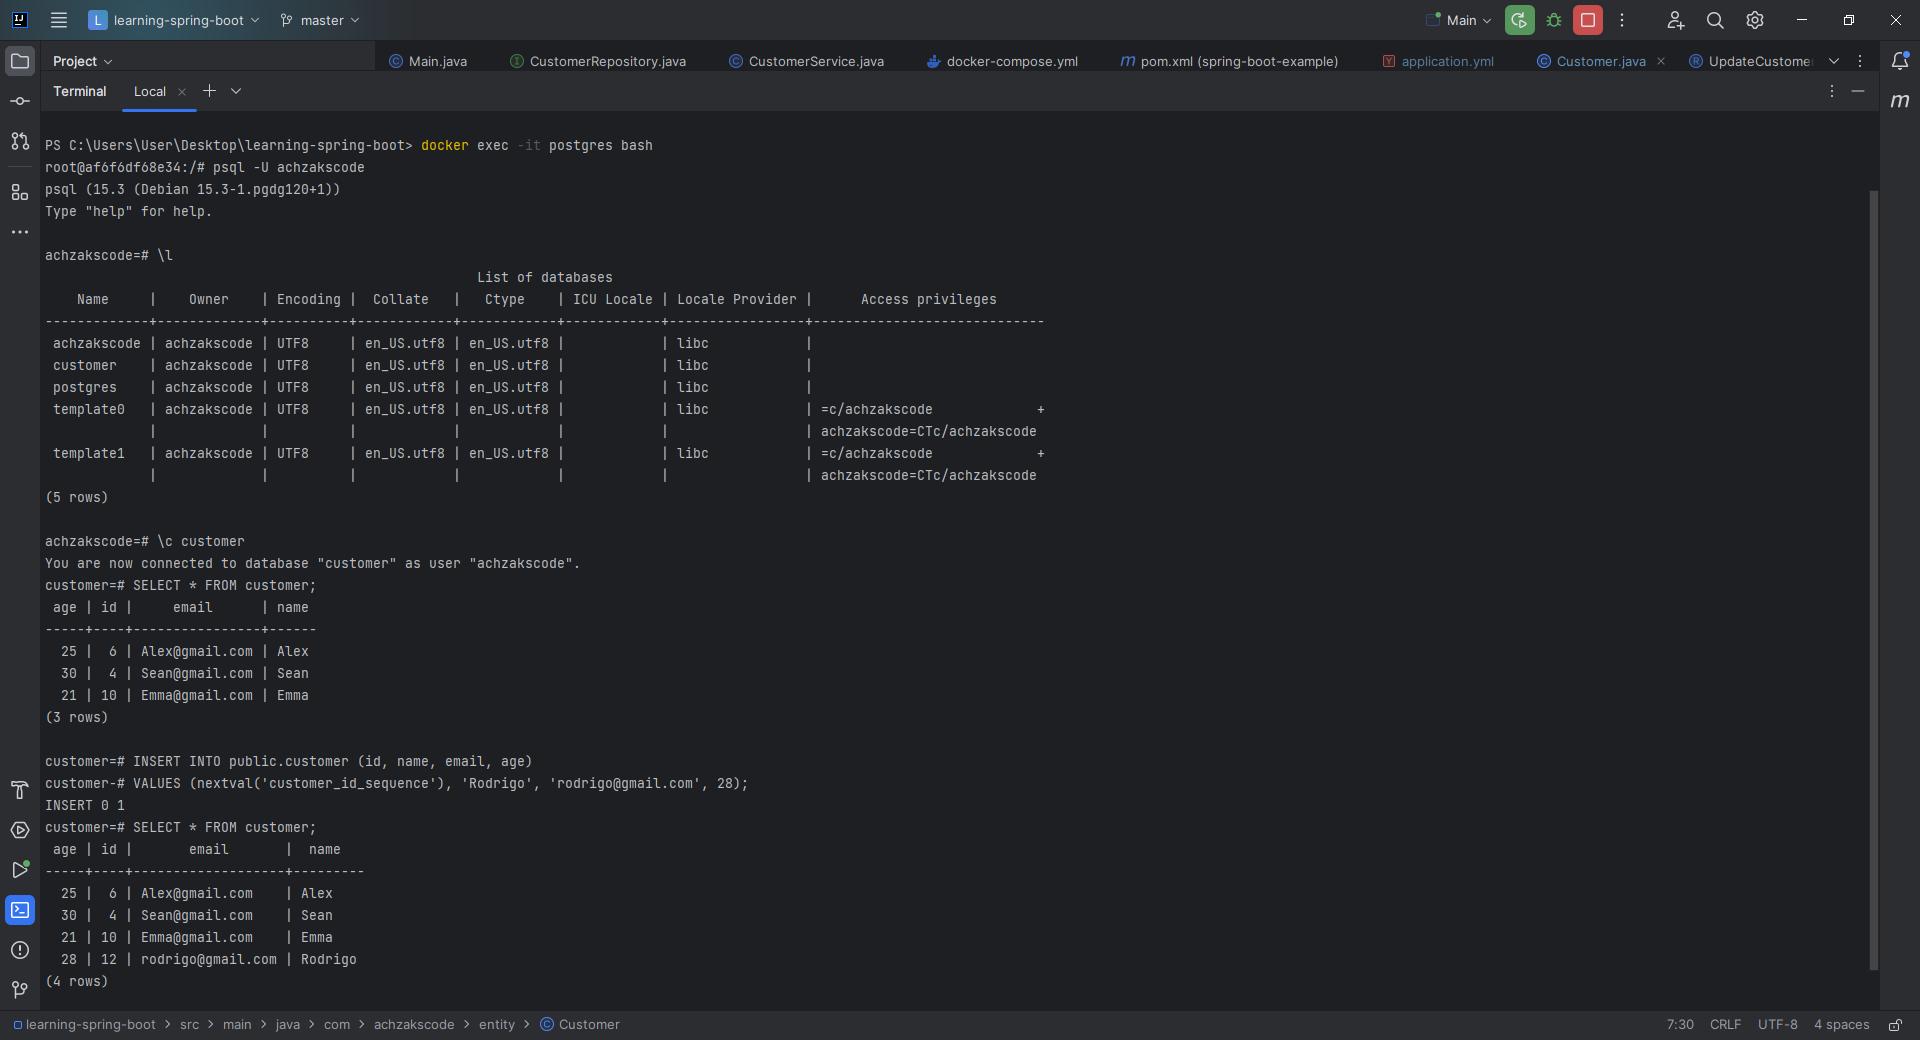 L learning-spring-boot master Main
Project Main.java CustomerRepository.java CustomerService.java docker-compose.yml pom.xml (spring-boot-example) application.yml Customer.java UpdateCustomer
Terminal Local
PS C:\Users\User\Desktop\learning-spring-boot> docker exec -it postgres bash
root@af6f6df68e34:/# psql -U achzakscode
psql (15.3 (Debian 15.3-1.pgdg120+1))
Type "help" for help.
achzakscode=# \l
                                                      List of databases
    Name     |    Owner    | Encoding |  Collate   |   Ctype    | ICU Locale | Locale Provider |      Access privileges
-------------+-------------+----------+------------+------------+------------+-----------------+-----------------------------
 achzakscode | achzakscode | UTF8     | en_US.utf8 | en_US.utf8 |            | libc            |
 customer    | achzakscode | UTF8     | en_US.utf8 | en_US.utf8 |            | libc            |
 postgres    | achzakscode | UTF8     | en_US.utf8 | en_US.utf8 |            | libc            |
 template0   | achzakscode | UTF8     | en_US.utf8 | en_US.utf8 |            | libc            | =c/achzakscode             +
             |             |          |            |            |            |                 | achzakscode=CTc/achzakscode
 template1   | achzakscode | UTF8     | en_US.utf8 | en_US.utf8 |            | libc            | =c/achzakscode             +
             |             |          |            |            |            |                 | achzakscode=CTc/achzakscode
(5 rows)
achzakscode=# \c customer
You are now connected to database "customer" as user "achzakscode".
customer=# SELECT * FROM customer;
 age | id |     email      | name
-----+----+----------------+------
  25 |  6 | Alex@gmail.com | Alex
  30 |  4 | Sean@gmail.com | Sean
  21 | 10 | Emma@gmail.com | Emma
(3 rows)
customer=# INSERT INTO public.customer (id, name, email, age)
customer-# VALUES (nextval('customer_id_sequence'), 'Rodrigo', 'rodrigo@gmail.com', 28);
INSERT 0 1
customer=# SELECT * FROM customer;
 age | id |       email       |  name
-----+----+-------------------+---------
  25 |  6 | Alex@gmail.com    | Alex
  30 |  4 | Sean@gmail.com    | Sean
  21 | 10 | Emma@gmail.com    | Emma
  28 | 12 | rodrigo@gmail.com | Rodrigo
(4 rows)
learning-spring-boot > src > main > java > com > achzakscode > entity > Customer 7:30 CRLF UTF-8 4 spaces